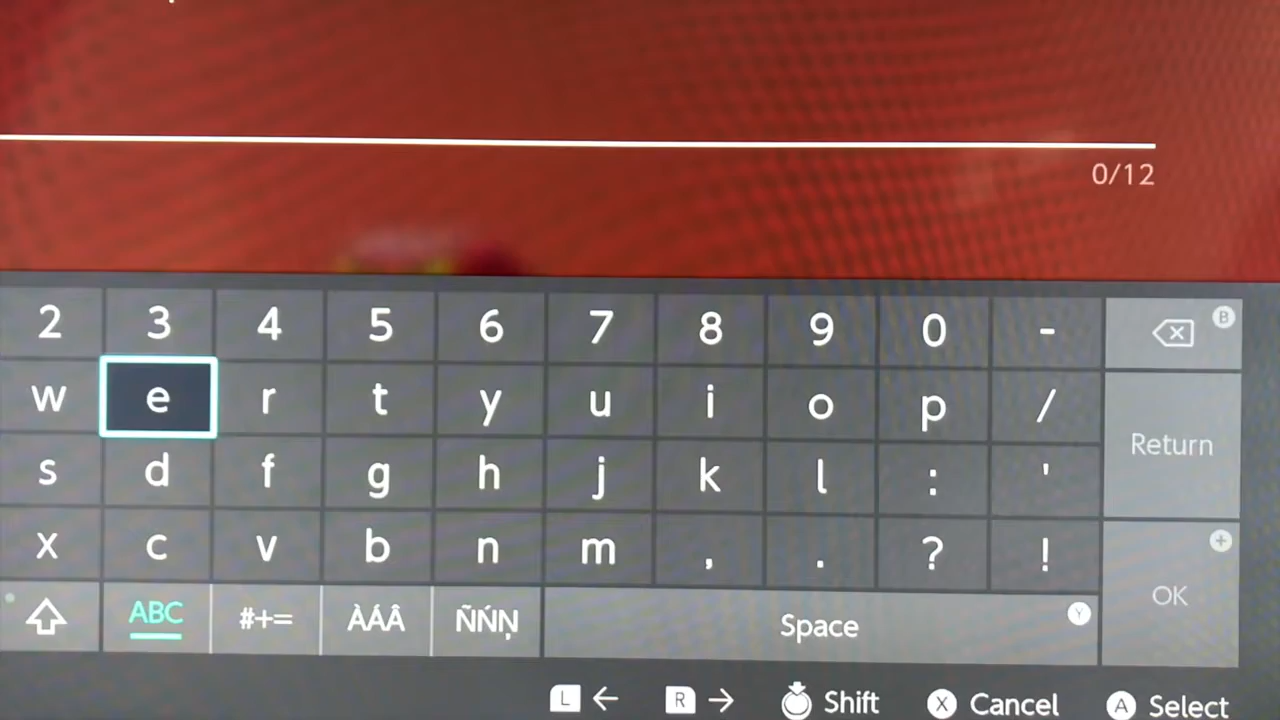 0/12
2 3 4 5 6 7 8 9 0 - B
w e r t y u i o p /
Return
s d f g h j k l : '
x c v b n m , . ? ! +
OK
ABC #+= ÀÁÂ ÑŃŅ Space Y
L ← R → Shift X Cancel A Select